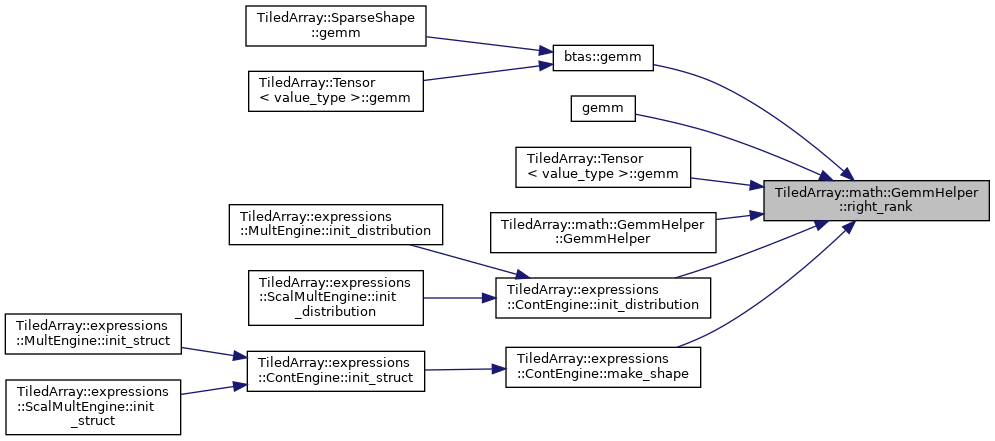 TiledArray::SparseShape
::gemm
btas::gemm
TiledArray::Tensor
< value_type >::gemm
gemm
TiledArray::Tensor
< value_type >::gemm
TiledArray::math::GemmHelper
::right_rank
TiledArray::math::GemmHelper
::GemmHelper
TiledArray::expressions
::MultEngine::init_distribution
TiledArray::expressions
::ScalMultEngine::init
_distribution
TiledArray::expressions
::ContEngine::init_distribution
TiledArray::expressions
::MultEngine::init_struct
TiledArray::expressions
::ContEngine::init_struct
TiledArray::expressions
::ContEngine::make_shape
TiledArray::expressions
::ScalMultEngine::init
_struct